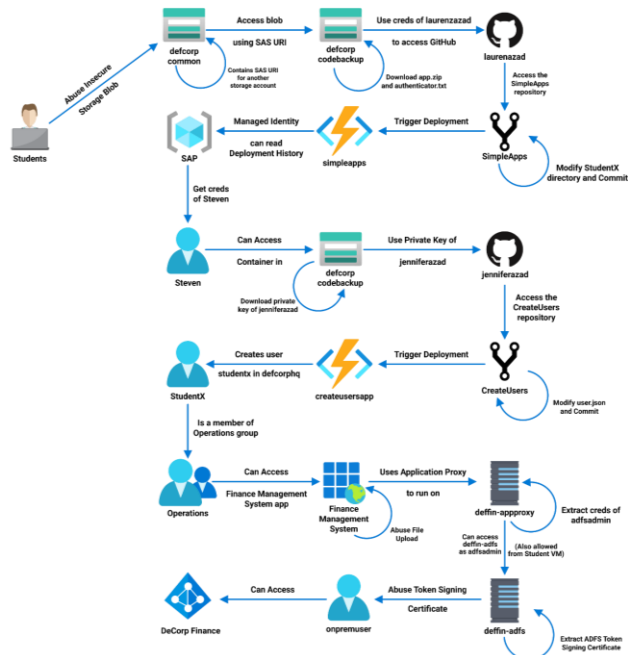 Access blob
using SAS URI
Use creds of laurenzazad
to access GitHub
defcorp
common
Contains SAS URI
for another
storage account
defcorp
codebackup
Download app.zip
and authenticator.txt
laurenazad
Abuse Insecure
Storage Blob
Students
Access the
SimpleApps
repository
Managed Identity
can read
Deployment History
Trigger Deployment
SAP
simpleapps
SimpleApps
Modify StudentX
directory and Commit
Get creds
of Steven
Can Access
Container in
Use Private Key of
jenniferazad
Steven
defcorp
codebackup
jenniferazad
Download private
key of jenniferazad
Access the
CreateUsers
repository
Creates user
studentx in defcorphq
Trigger Deployment
StudentX
createusersapp
CreateUsers
Modify user.json
and Commit
Is a member of
Operations group
Can Access
Finance Management
System app
Uses Application Proxy
to run on
Operations
Finance
Management
System
Abuse File
Upload
deffin-appproxy
Extract creds of
adfsadmin
Can access
deffin-adfs
as adfsadmin
(Also allowed
from Student VM)
Can Access
Abuse Token Signing
Certificate
DeCorp Finance
onpremuser
deffin-adfs
Extract ADFS Token
Signing Certificate